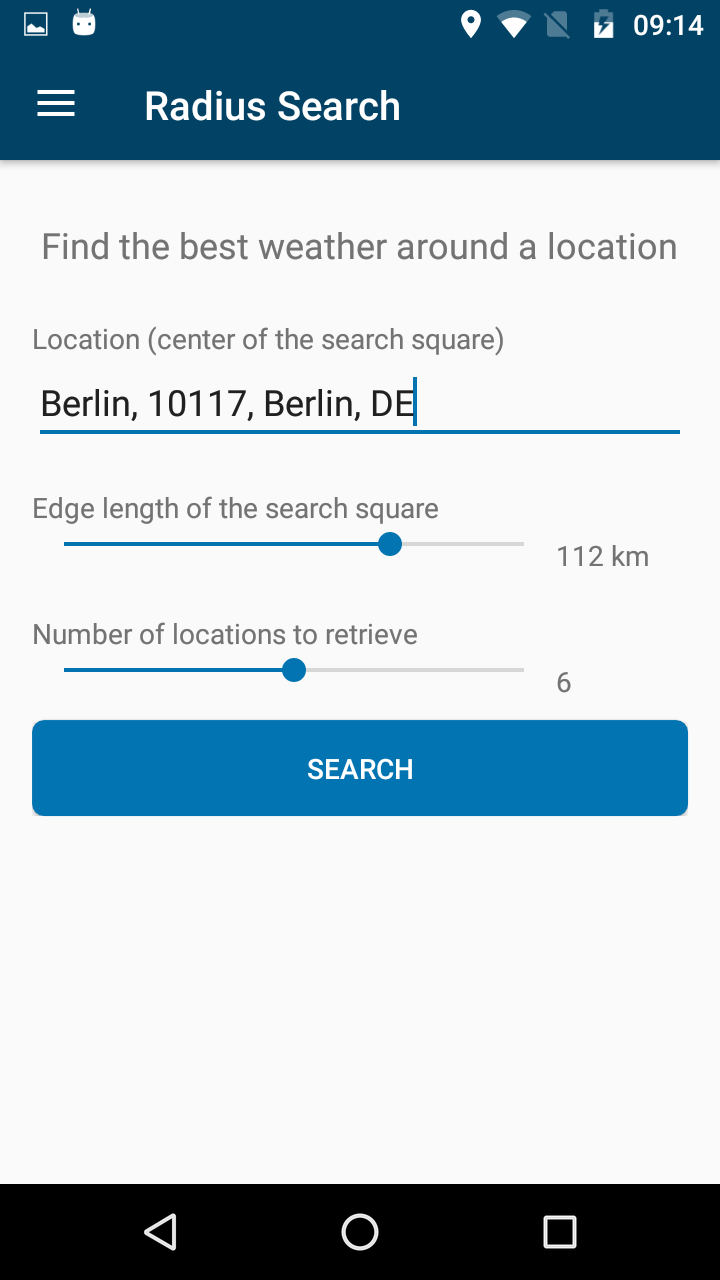 09:14
Radius Search
Find the best weather around a location
Location (center of the search square)
Berlin, 10117, Berlin, DE
Edge length of the search square
112 km
Number of locations to retrieve
6
SEARCH